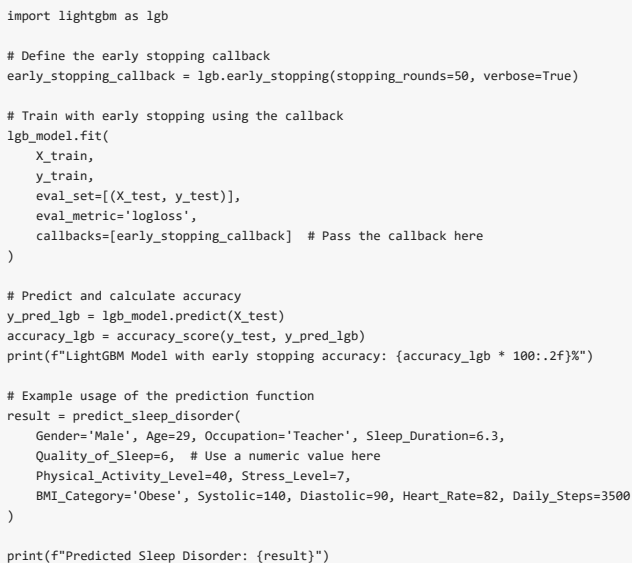 import lightgbm as lgb

# Define the early stopping callback
early_stopping_callback = lgb.early_stopping(stopping_rounds=50, verbose=True)

# Train with early stopping using the callback
lgb_model.fit(
    X_train,
    y_train,
    eval_set=[(X_test, y_test)],
    eval_metric='logloss',
    callbacks=[early_stopping_callback]  # Pass the callback here
)

# Predict and calculate accuracy
y_pred_lgb = lgb_model.predict(X_test)
accuracy_lgb = accuracy_score(y_test, y_pred_lgb)
print(f"LightGBM Model with early stopping accuracy: {accuracy_lgb * 100:.2f}%")

# Example usage of the prediction function
result = predict_sleep_disorder(
    Gender='Male', Age=29, Occupation='Teacher', Sleep_Duration=6.3,
    Quality_of_Sleep=6,  # Use a numeric value here
    Physical_Activity_Level=40, Stress_Level=7,
    BMI_Category='Obese', Systolic=140, Diastolic=90, Heart_Rate=82, Daily_Steps=3500
)

print(f"Predicted Sleep Disorder: {result}")